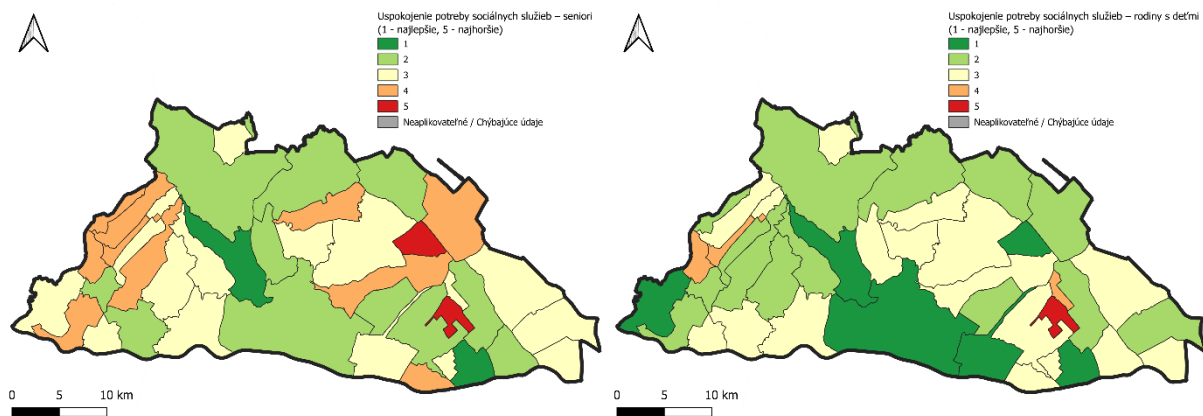 Uspokojenie potreby sociálnych služieb – seniori
(1 - najlepšie, 5 - najhoršie)
1
2
3
4
5
Neaplikovateľné / Chýbajúce údaje
0 5 10 km
Uspokojenie potreby sociálnych služieb – rodiny s deťmi
(1 - najlepšie, 5 - najhoršie)
1
2
3
4
5
Neaplikovateľné / Chýbajúce údaje
0 5 10 km